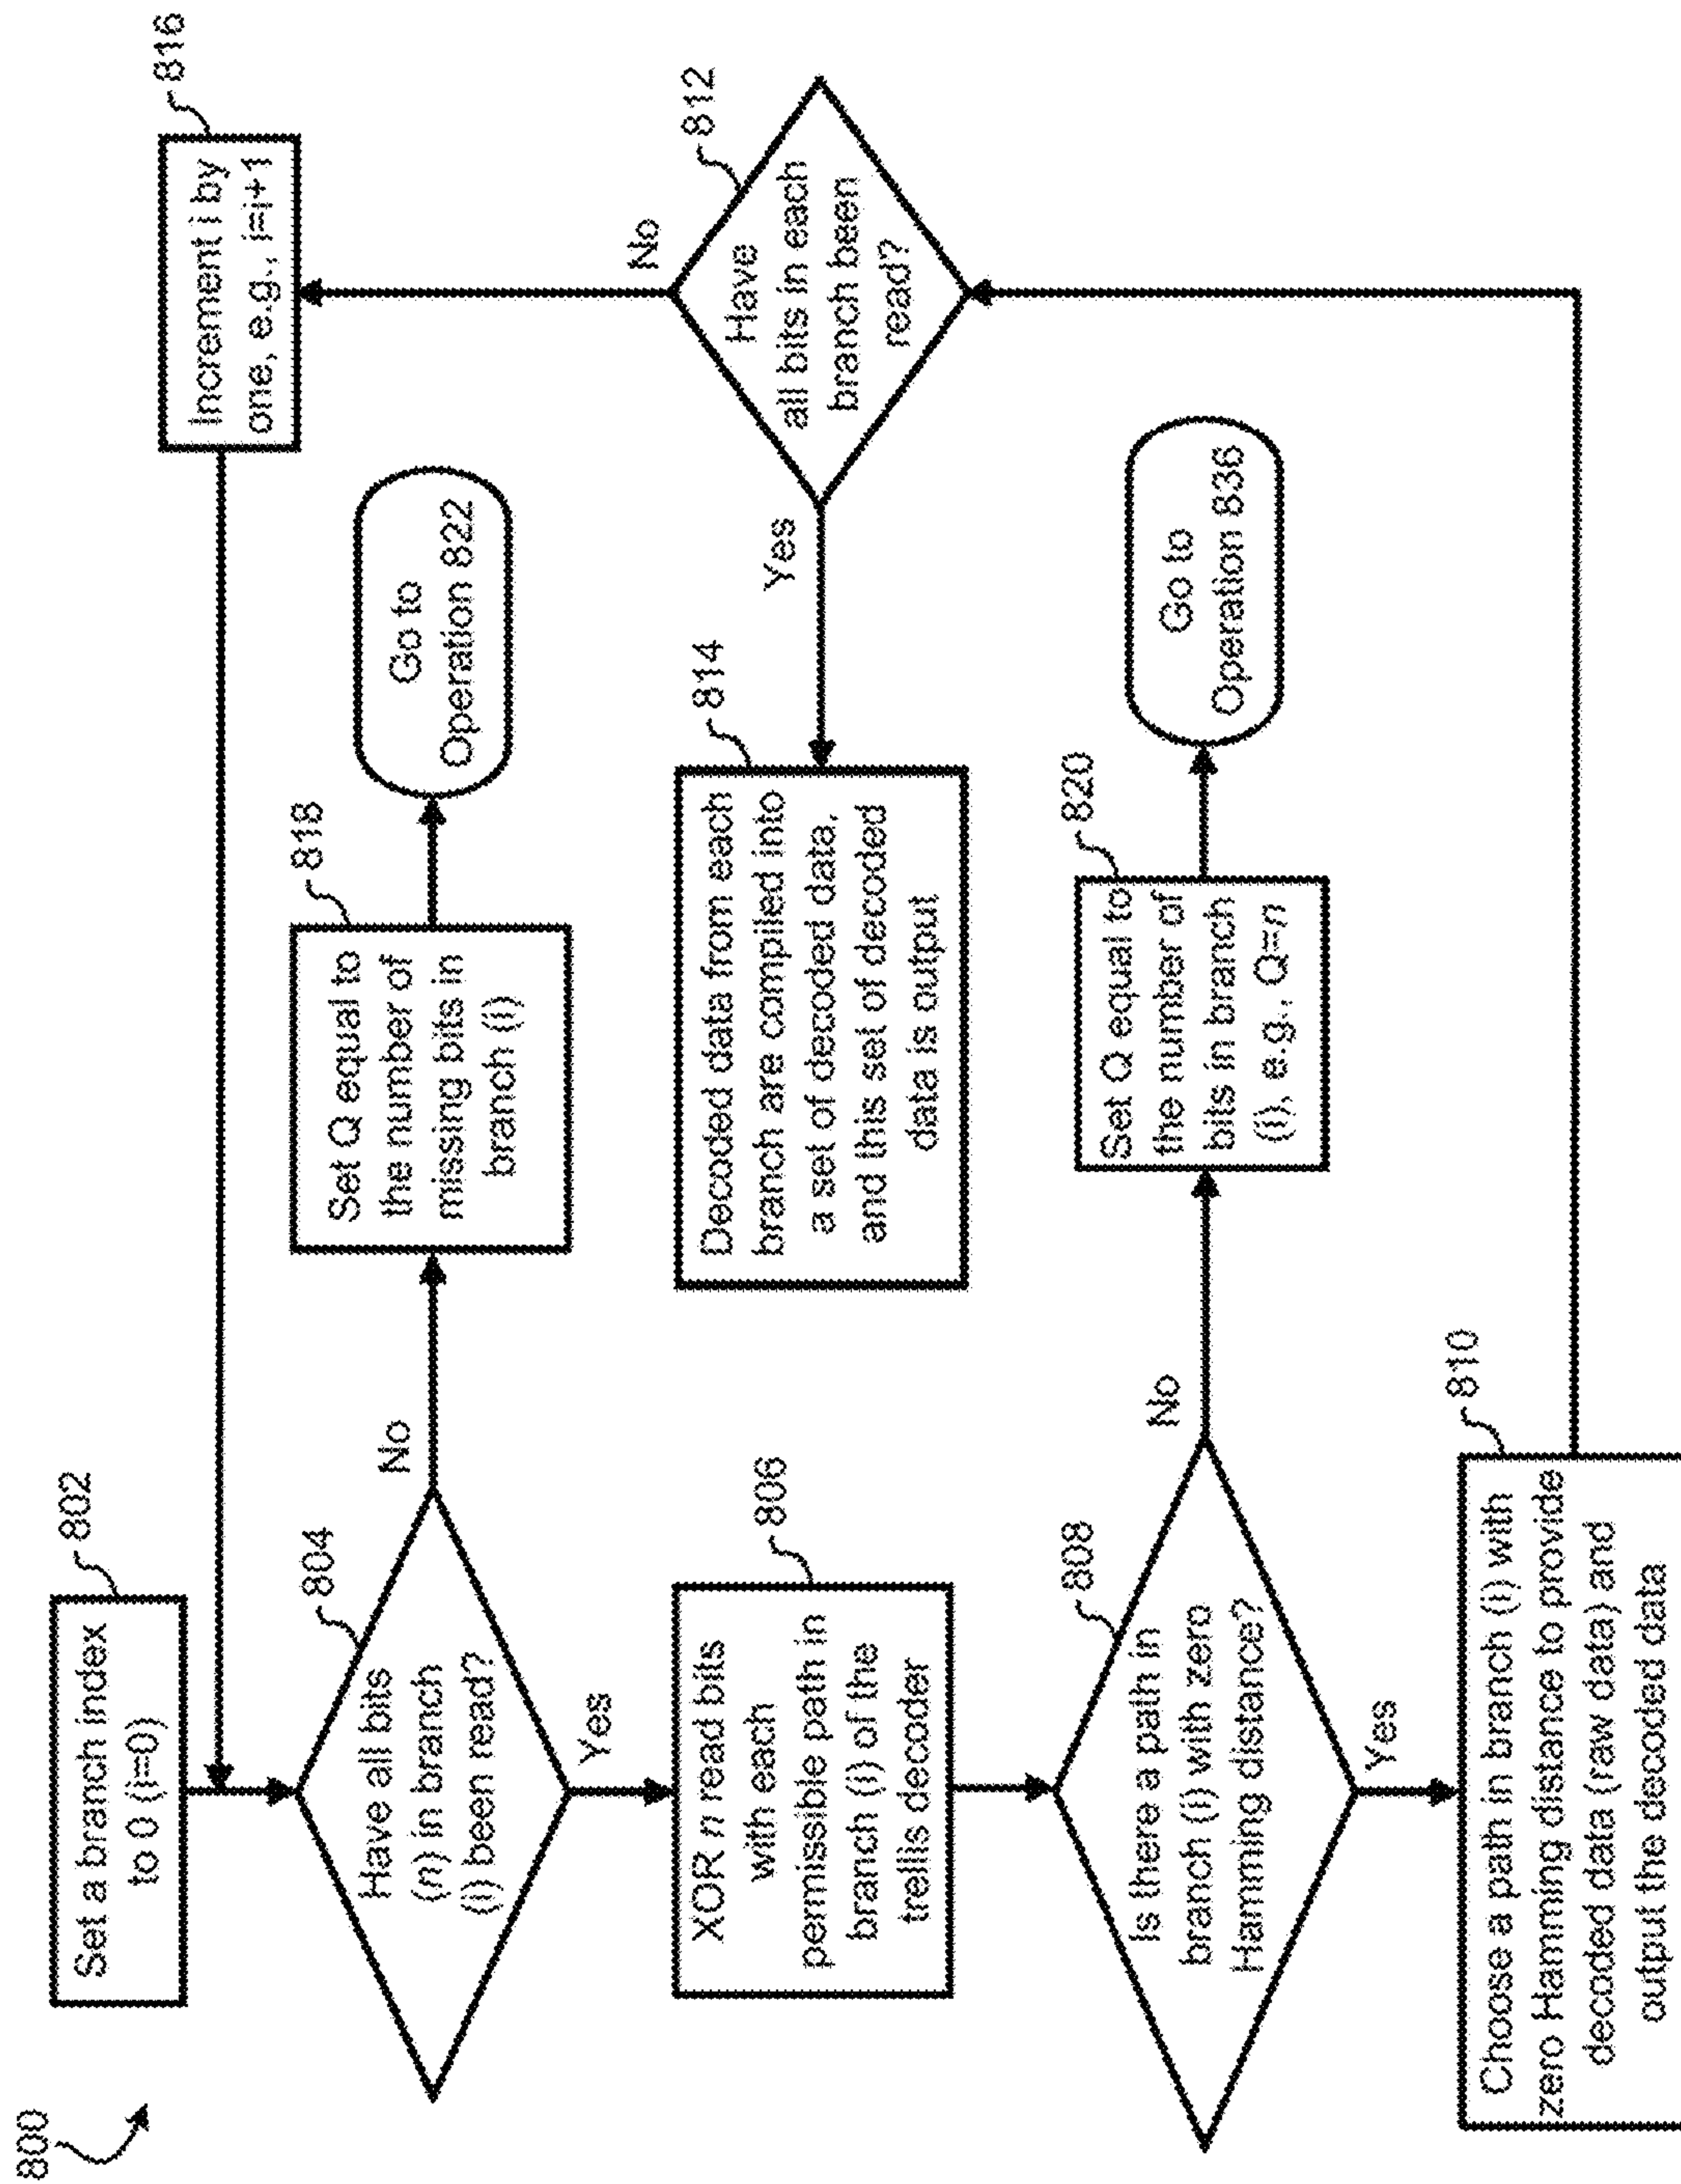 800
802
Set a branch index
to 0 (i=0)
804
Have all bits
(n) in branch
(i) been read?
No
Yes
818
Set Q equal to
the number of
missing bits in
branch (i)
Go to
Operation 822
816
Increment i by
one, e.g., i=i+1
806
XOR n read bits
with each
permissible path in
branch (i) of the
trellis decoder
814
Decoded data from each
branch are compiled into
a set of decoded data,
and this set of decoded
data is output
Yes
812
Have
all bits in each
branch been
read?
No
808
Is there a path in
branch (i) with zero
Hamming distance?
No
Yes
820
Set Q equal to
the number of
bits in branch
(i), e.g., Q=n
Go to
Operation 836
810
Choose a path in branch (i) with
zero Hamming distance to provide
decoded data (raw data) and
output the decoded data